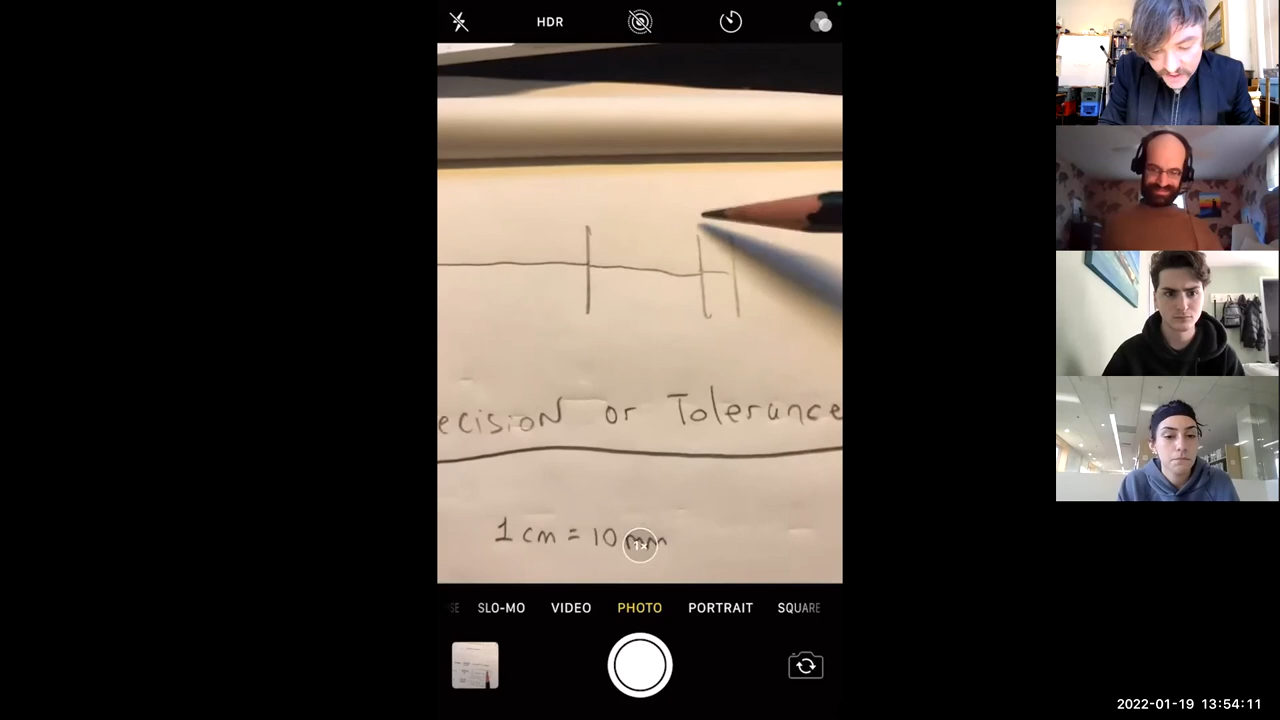 HDR
ecision or Tolerance
1 cm = 10 mm
1×
SLO-MO VIDEO PHOTO PORTRAIT SQUARE
2022-01-19 13:54:11